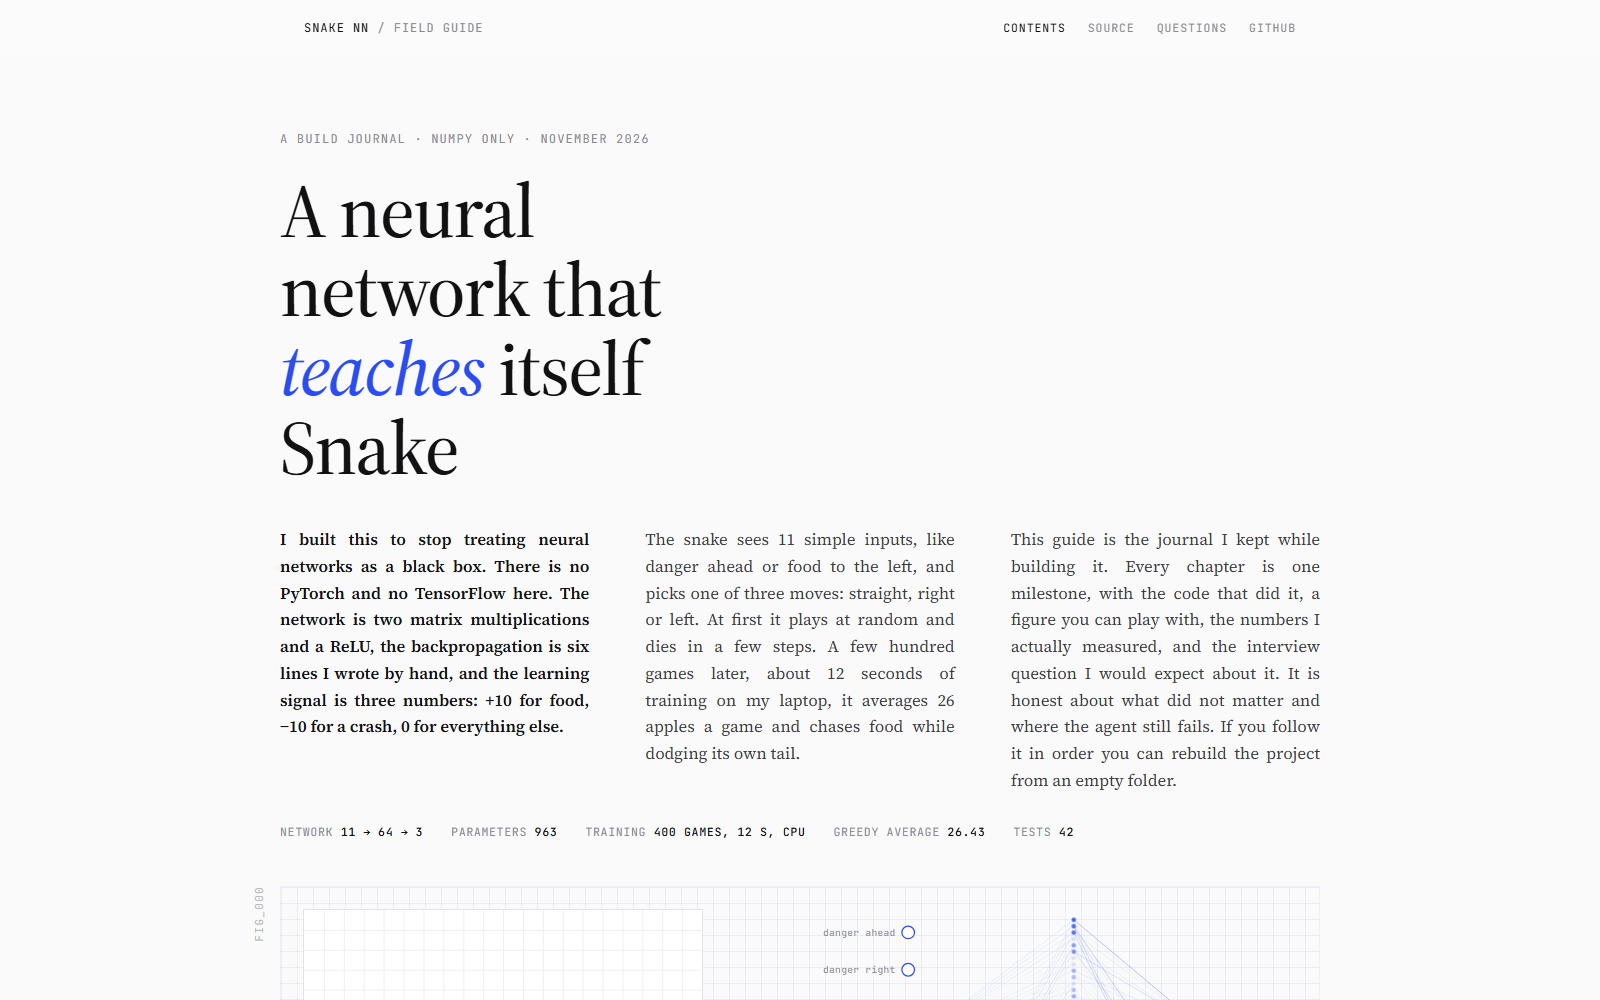 SNAKE NN / FIELD GUIDE
CONTENTS SOURCE QUESTIONS GITHUB
A BUILD JOURNAL · NUMPY ONLY · NOVEMBER 2026
A neural
network that
teaches itself
Snake
I built this to stop treating neural
networks as a black box. There is no
PyTorch and no TensorFlow here. The
network is two matrix multiplications
and a ReLU, the backpropagation is six
lines I wrote by hand, and the learning
signal is three numbers: +10 for food,
−10 for a crash, 0 for everything else.
The snake sees 11 simple inputs, like
danger ahead or food to the left, and
picks one of three moves: straight, right
or left. At first it plays at random and
dies in a few steps. A few hundred
games later, about 12 seconds of
training on my laptop, it averages 26
apples a game and chases food while
dodging its own tail.
This guide is the journal I kept while
building it. Every chapter is one
milestone, with the code that did it, a
figure you can play with, the numbers I
actually measured, and the interview
question I would expect about it. It is
honest about what did not matter and
where the agent still fails. If you follow
it in order you can rebuild the project
from an empty folder.
NETWORK 11 → 64 → 3 PARAMETERS 963 TRAINING 400 GAMES, 12 S, CPU GREEDY AVERAGE 26.43 TESTS 42
FIG_000
danger ahead
danger right